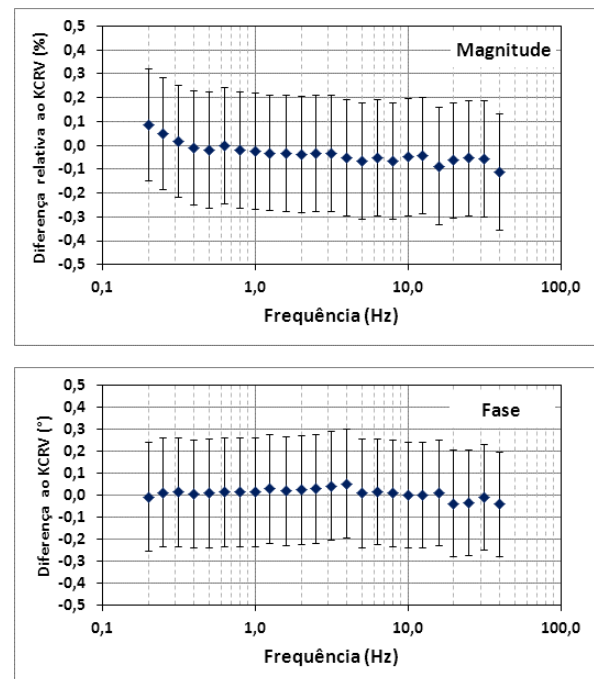 Magnitude
Diferença relativa ao KCRV (%)
0,5
0,4
0,3
0,2
0,1
0,0
-0,1
-0,2
-0,3
-0,4
-0,5
0,1 1,0 10,0 100,0
Frequência (Hz)
Fase
Diferença ao KCRV (°)
0,5
0,4
0,3
0,2
0,1
0,0
-0,1
-0,2
-0,3
-0,4
-0,5
0,1 1,0 10,0 100,0
Frequência (Hz)